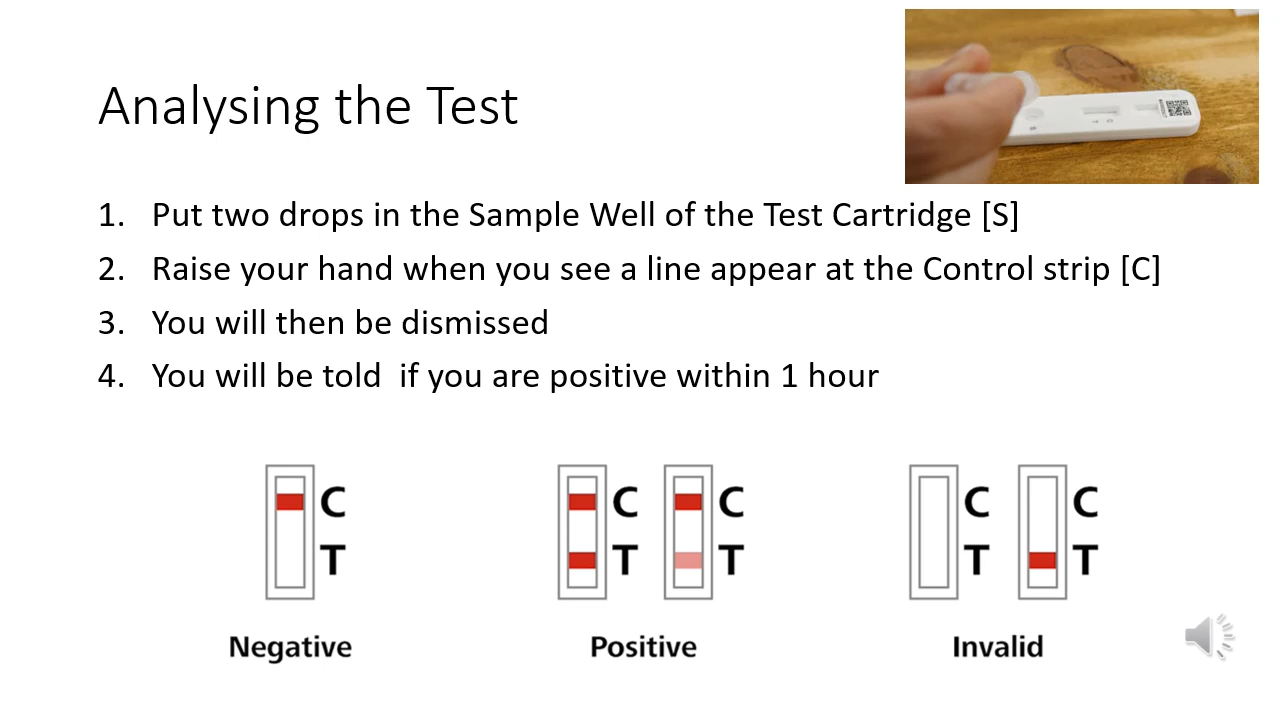 Analysing the Test
1. Put two drops in the Sample Well of the Test Cartridge [S]
2. Raise your hand when you see a line appear at the Control strip [C]
3. You will then be dismissed
4. You will be told  if you are positive within 1 hour
C
T
Negative
C
T
C
T
Positive
C
T
C
T
Invalid